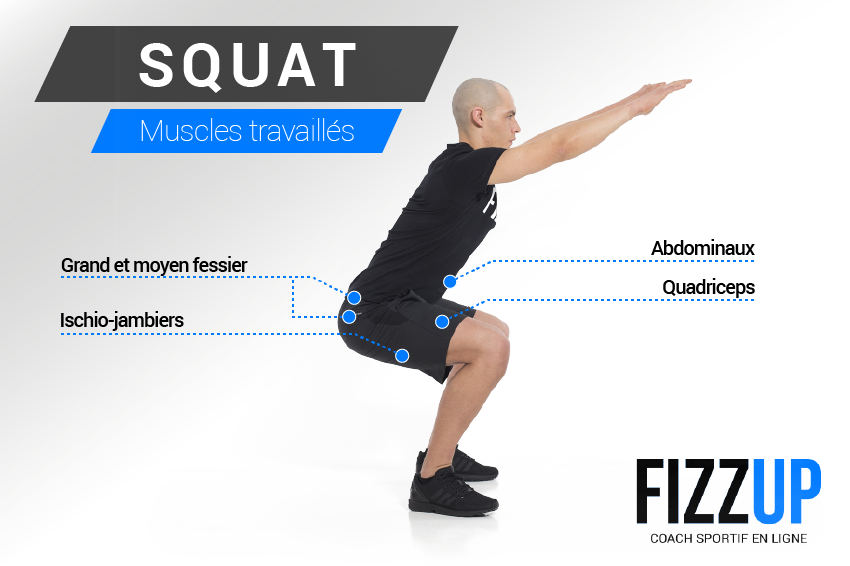 SQUAT
Muscles travaillés
Grand et moyen fessier
Ischio-jambiers
Abdominaux
Quadriceps
FIZZUP
COACH SPORTIF EN LIGNE